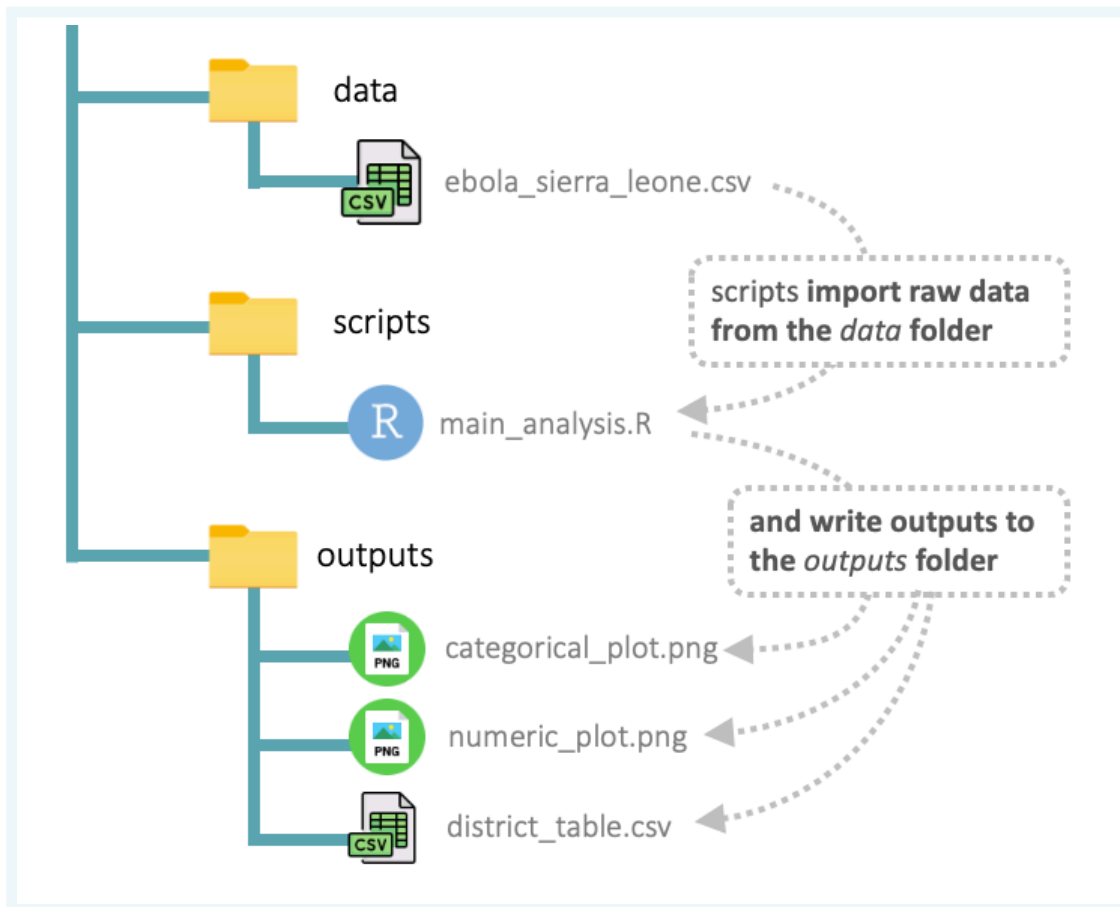 data
CSV
ebola_sierra_leone.csv
scripts import raw data
from the data folder
scripts
R
main_analysis.R
and write outputs to
the outputs folder
outputs
PNG
categorical_plot.png
PNG
numeric_plot.png
CSV
district_table.csv